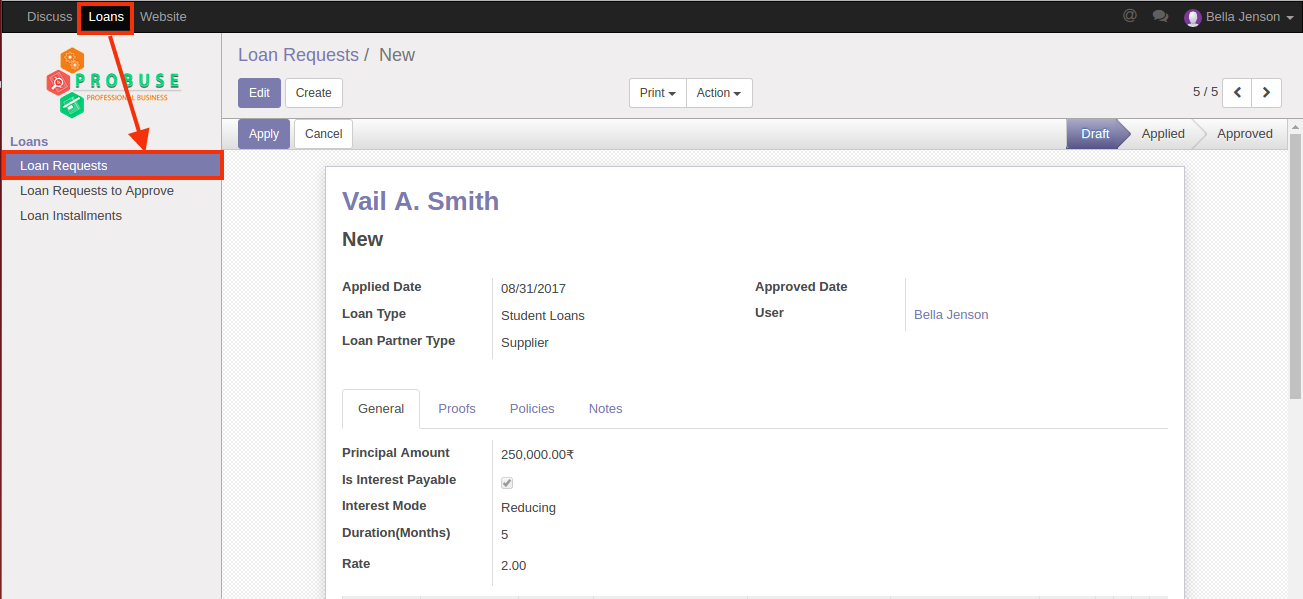 Discuss Loans Website @ Bella Jenson
PROBUSE
PROFESSIONAL BUSINESS
Loans
Loan Requests
Loan Requests to Approve
Loan Installments
Loan Requests / New
Edit Create Print Action 5 / 5
Apply Cancel Draft Applied Approved
Vail A. Smith
New
Applied Date 08/31/2017 Approved Date
Loan Type Student Loans User Bella Jenson
Loan Partner Type Supplier
General Proofs Policies Notes
Principal Amount 250,000.00₹
Is Interest Payable
Interest Mode Reducing
Duration(Months) 5
Rate 2.00